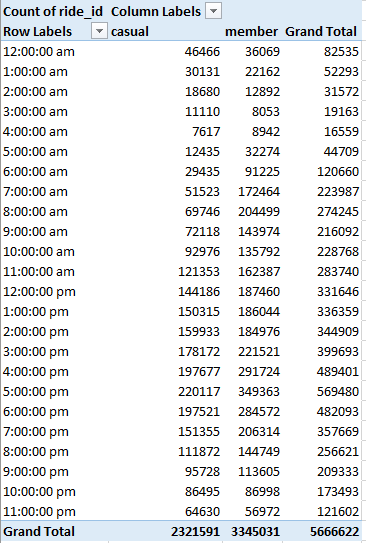 Count of ride_id Column Labels
Row Labels casual member Grand Total
12:00:00 am 46466 36069 82535
1:00:00 am 30131 22162 52293
2:00:00 am 18680 12892 31572
3:00:00 am 11110 8053 19163
4:00:00 am 7617 8942 16559
5:00:00 am 12435 32274 44709
6:00:00 am 29435 91225 120660
7:00:00 am 51523 172464 223987
8:00:00 am 69746 204499 274245
9:00:00 am 72118 143974 216092
10:00:00 am 92976 135792 228768
11:00:00 am 121353 162387 283740
12:00:00 pm 144186 187460 331646
1:00:00 pm 150315 186044 336359
2:00:00 pm 159933 184976 344909
3:00:00 pm 178172 221521 399693
4:00:00 pm 197677 291724 489401
5:00:00 pm 220117 349363 569480
6:00:00 pm 197521 284572 482093
7:00:00 pm 151355 206314 357669
8:00:00 pm 111872 144749 256621
9:00:00 pm 95728 113605 209333
10:00:00 pm 86495 86998 173493
11:00:00 pm 64630 56972 121602
Grand Total 2321591 3345031 5666622